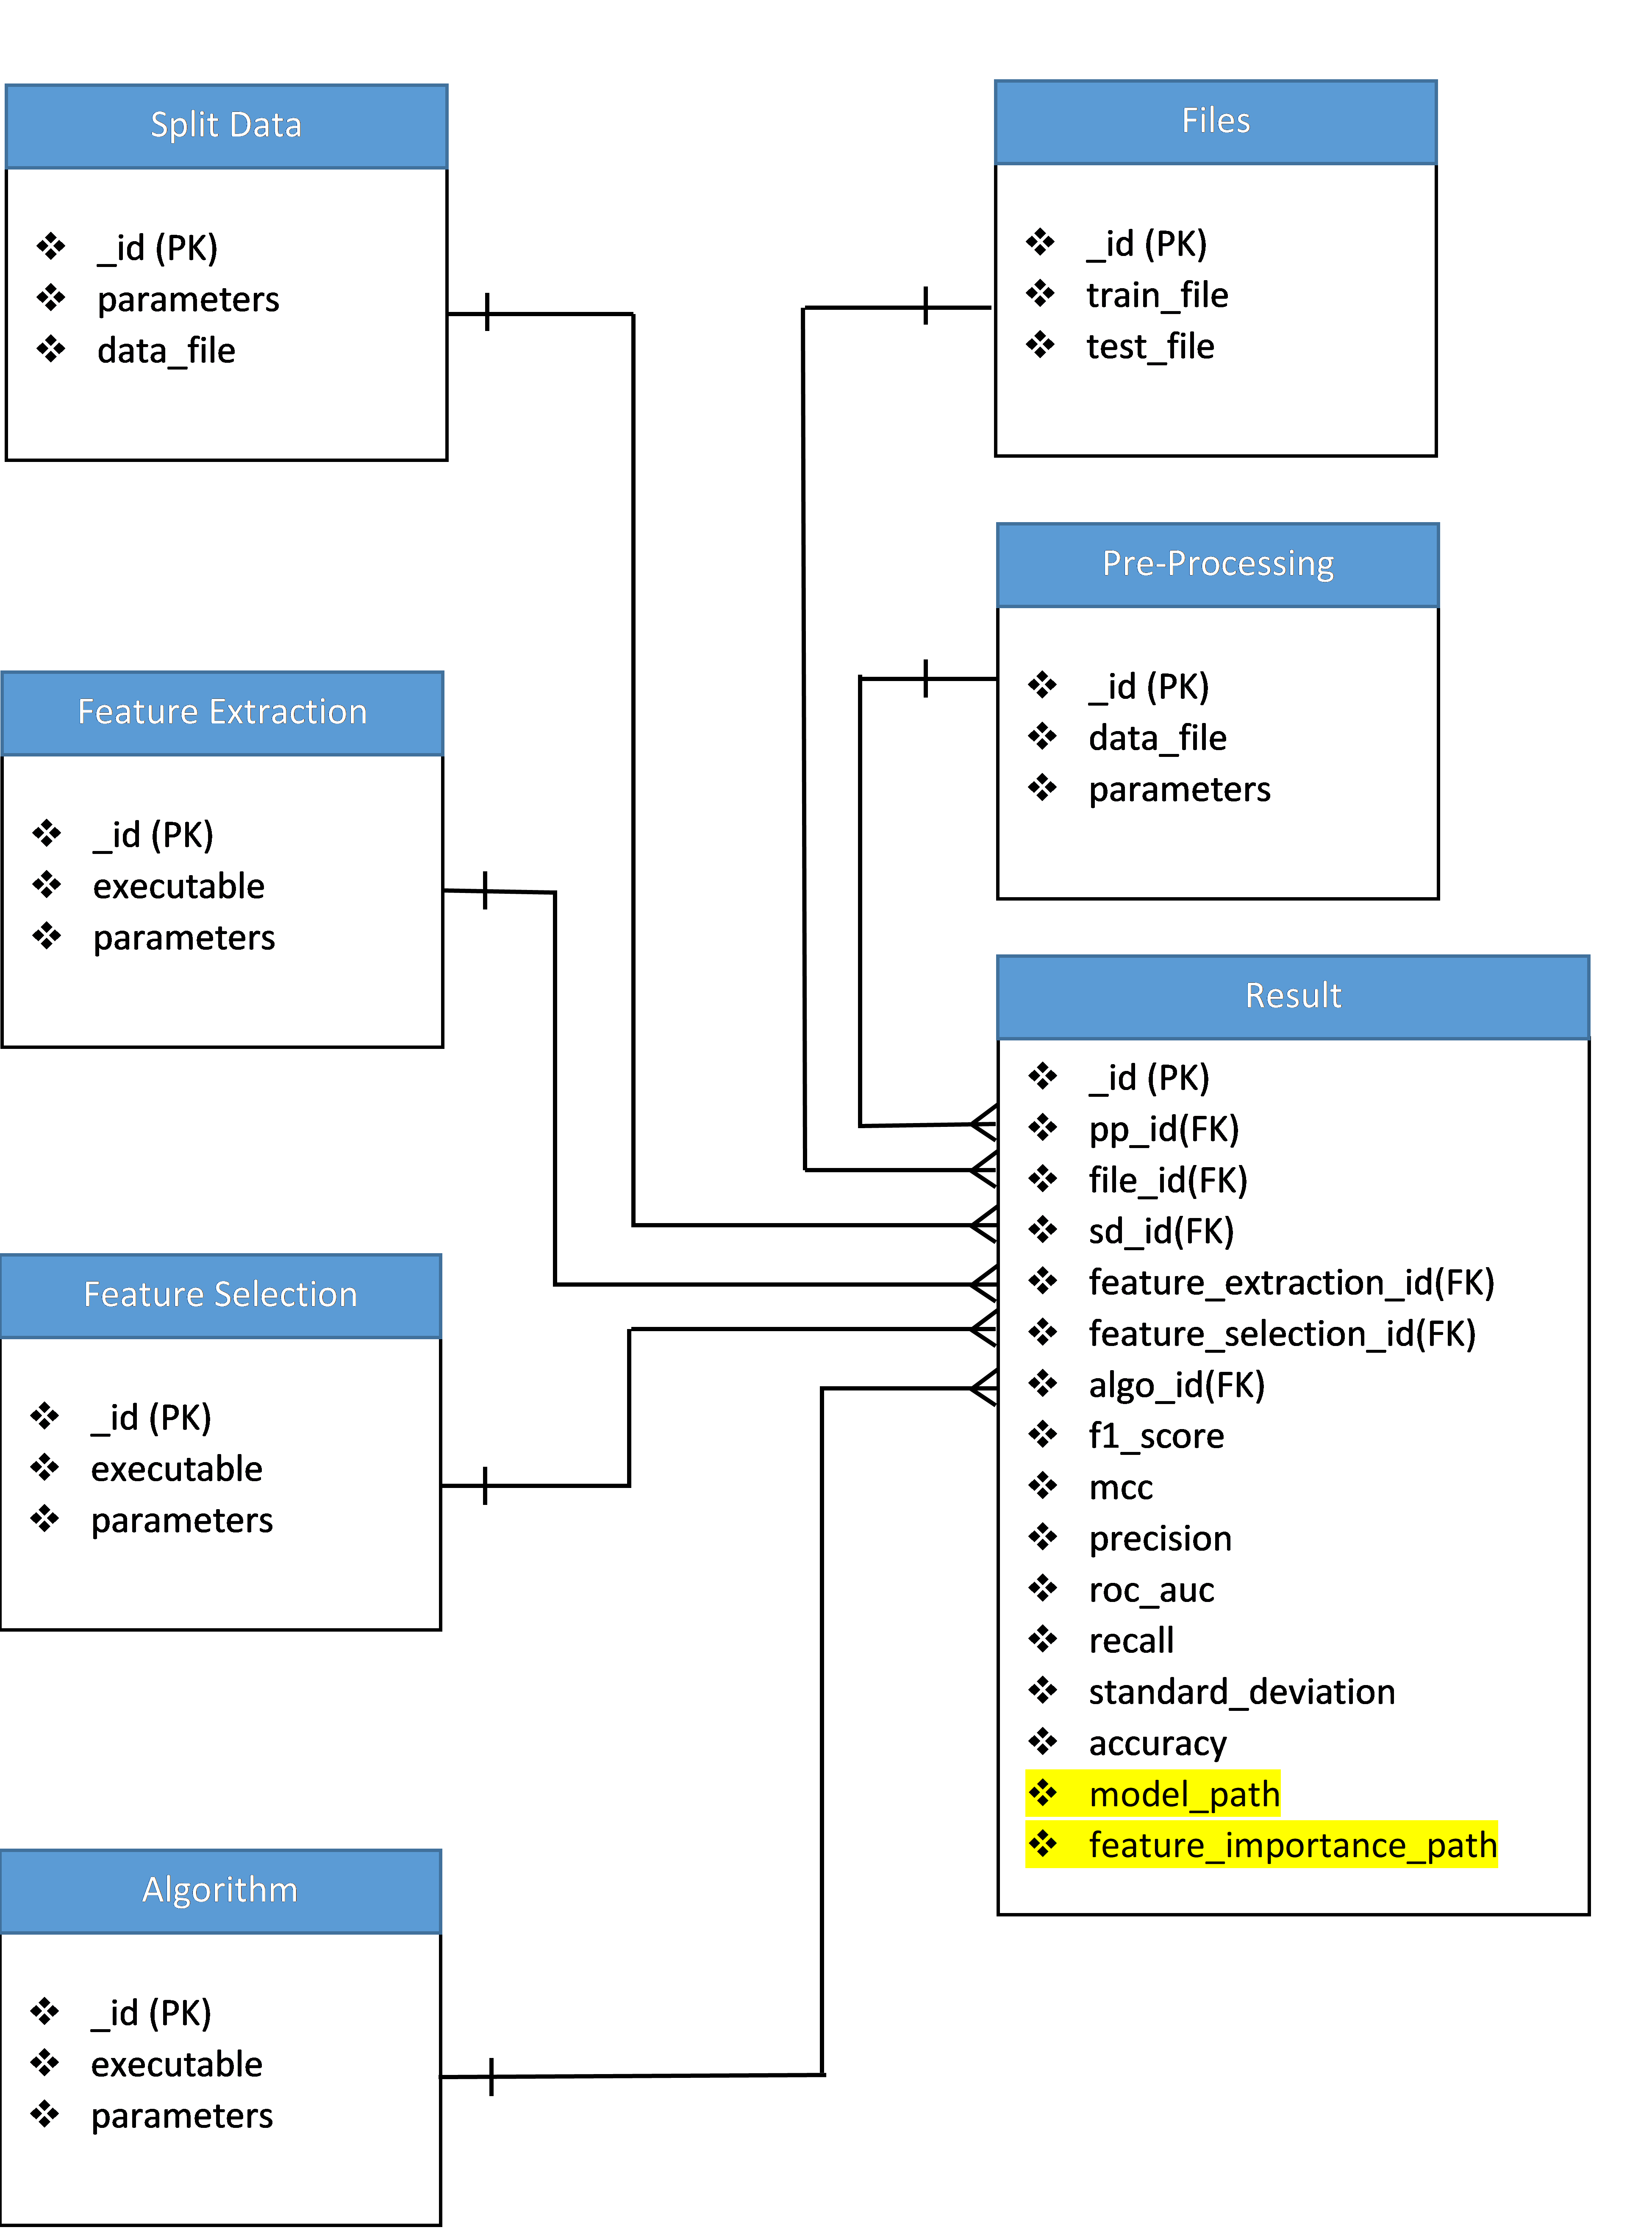 Split Data
_id (PK)
parameters
data_file
Files
_id (PK)
train_file
test_file
Pre-Processing
_id (PK)
data_file
parameters
Feature Extraction
_id (PK)
executable
parameters
Result
_id (PK)
pp_id(FK)
file_id(FK)
sd_id(FK)
feature_extraction_id(FK)
feature_selection_id(FK)
algo_id(FK)
f1_score
mcc
precision
roc_auc
recall
standard_deviation
accuracy
model_path
feature_importance_path
Feature Selection
_id (PK)
executable
parameters
Algorithm
_id (PK)
executable
parameters